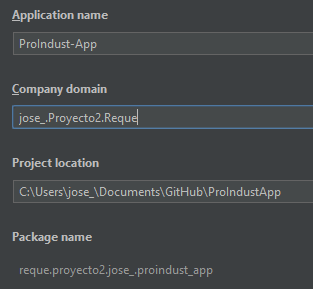 Application name
ProIndust-App
Company domain
jose_.Proyecto2.Reque
Project location
C:\Users\jose_\Documents\GitHub\ProIndustApp
Package name
reque.proyecto2.jose_.proindust_app